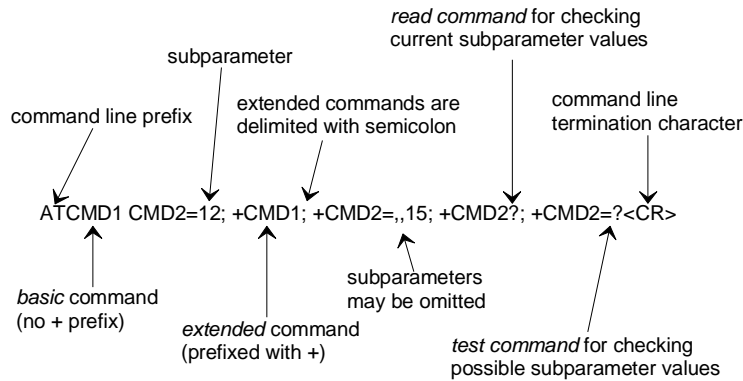 read command for checking
current subparameter values
subparameter
extended commands are
delimited with semicolon
command line
termination character
command line prefix
ATCMD1 CMD2=12; +CMD1; +CMD2=,,15; +CMD2?; +CMD2=?<CR>
basic command
(no + prefix)
extended command
(prefixed with +)
subparameters
may be omitted
test command for checking
possible subparameter values